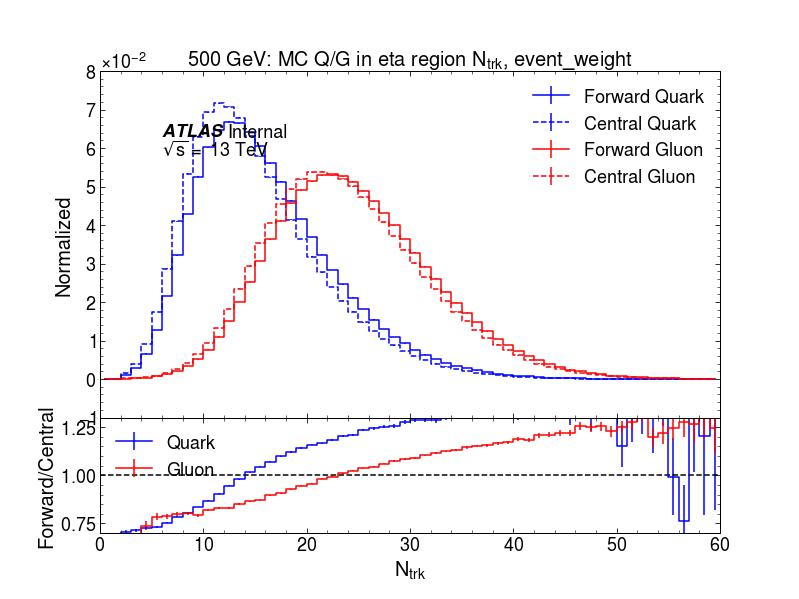 ×10⁻²
500 GeV: MC Q/G in eta region N_trk, event_weight
8
7
6
5
4
3
2
1
0
Normalized
ATLAS Internal
√s = 13 TeV
Forward Quark
Central Quark
Forward Gluon
Central Gluon
1
1.25
1.00
0.75
Forward/Central
Quark
Gluon
0 10 20 30 40 50 60
N_trk